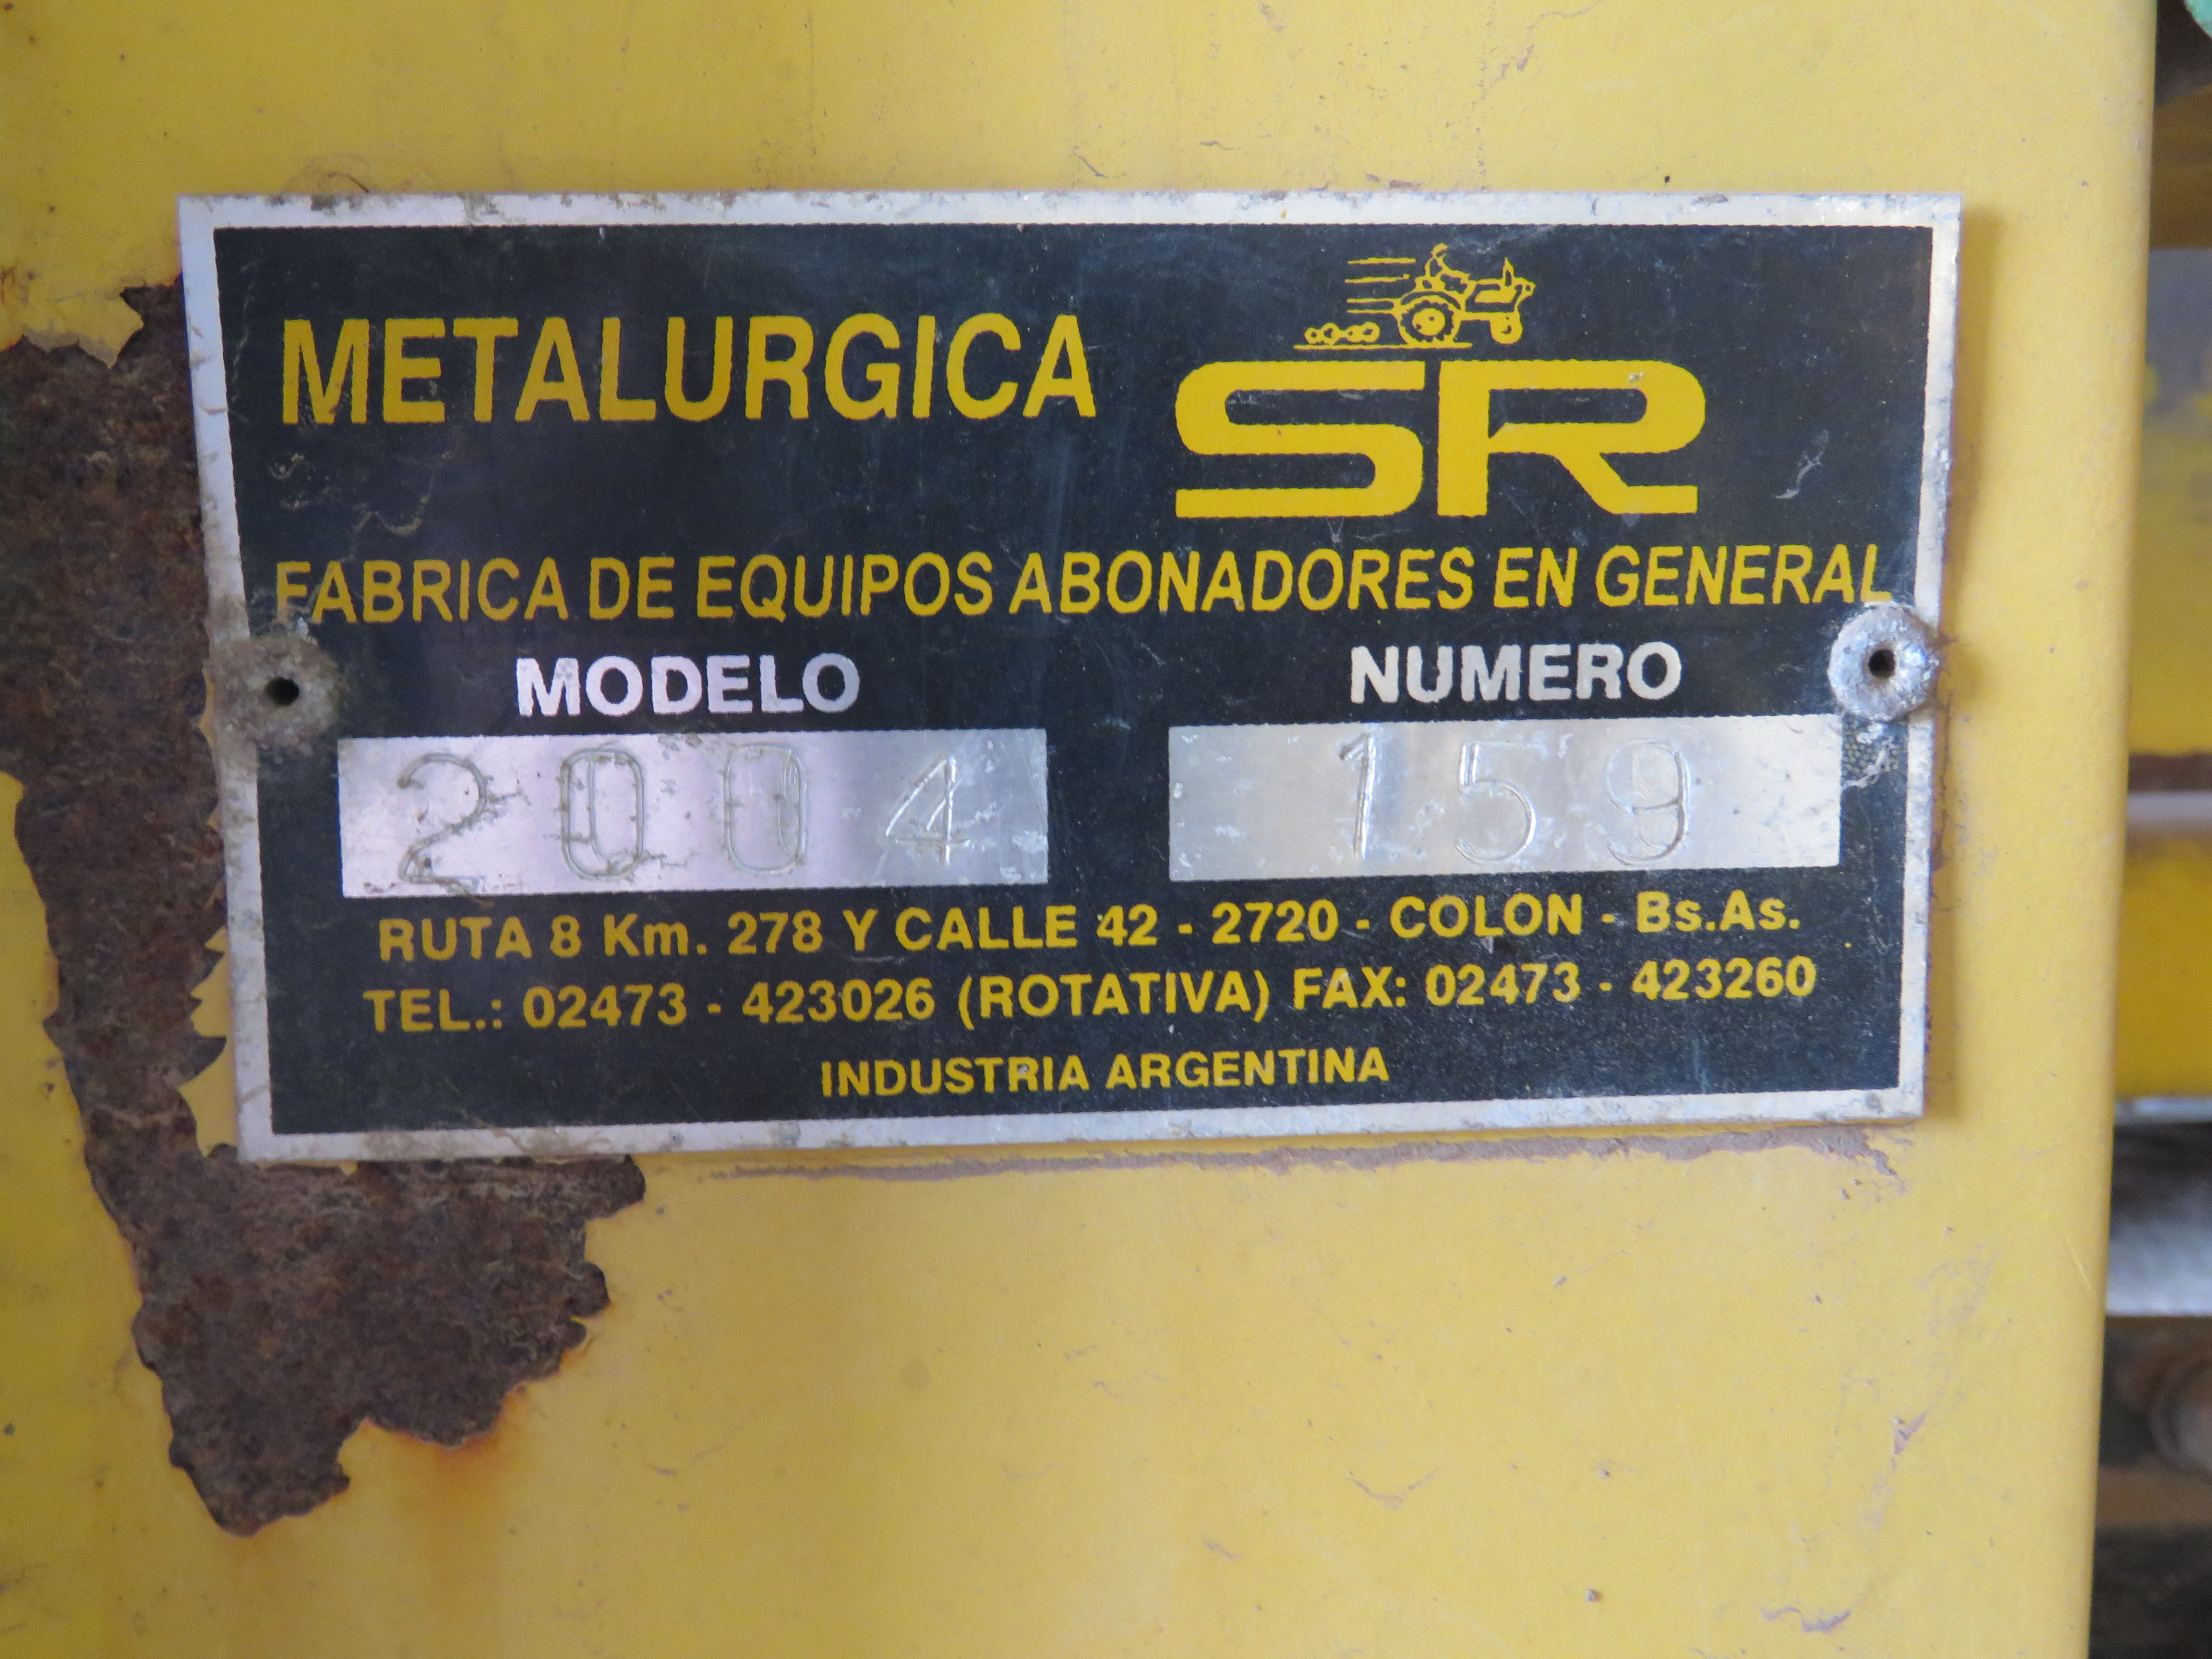 METALURGICA SR
FABRICA DE EQUIPOS ABONADORES EN GENERAL
MODELO NUMERO
2004 159
RUTA 8 Km. 278 Y CALLE 42 - 2720 - COLON - Bs.As.
TEL.: 02473 - 423026 (ROTATIVA) FAX: 02473 - 423260
INDUSTRIA ARGENTINA